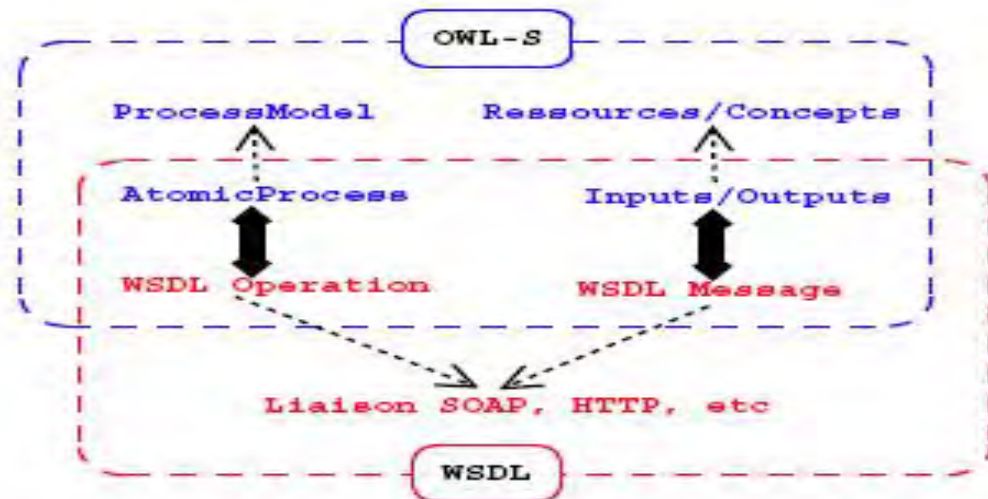 OWL-S
ProcessModel Ressources/Concepts
AtomicProcess Inputs/Outputs
WSDL Operation WSDL Message
Liaison SOAP, HTTP, etc
WSDL